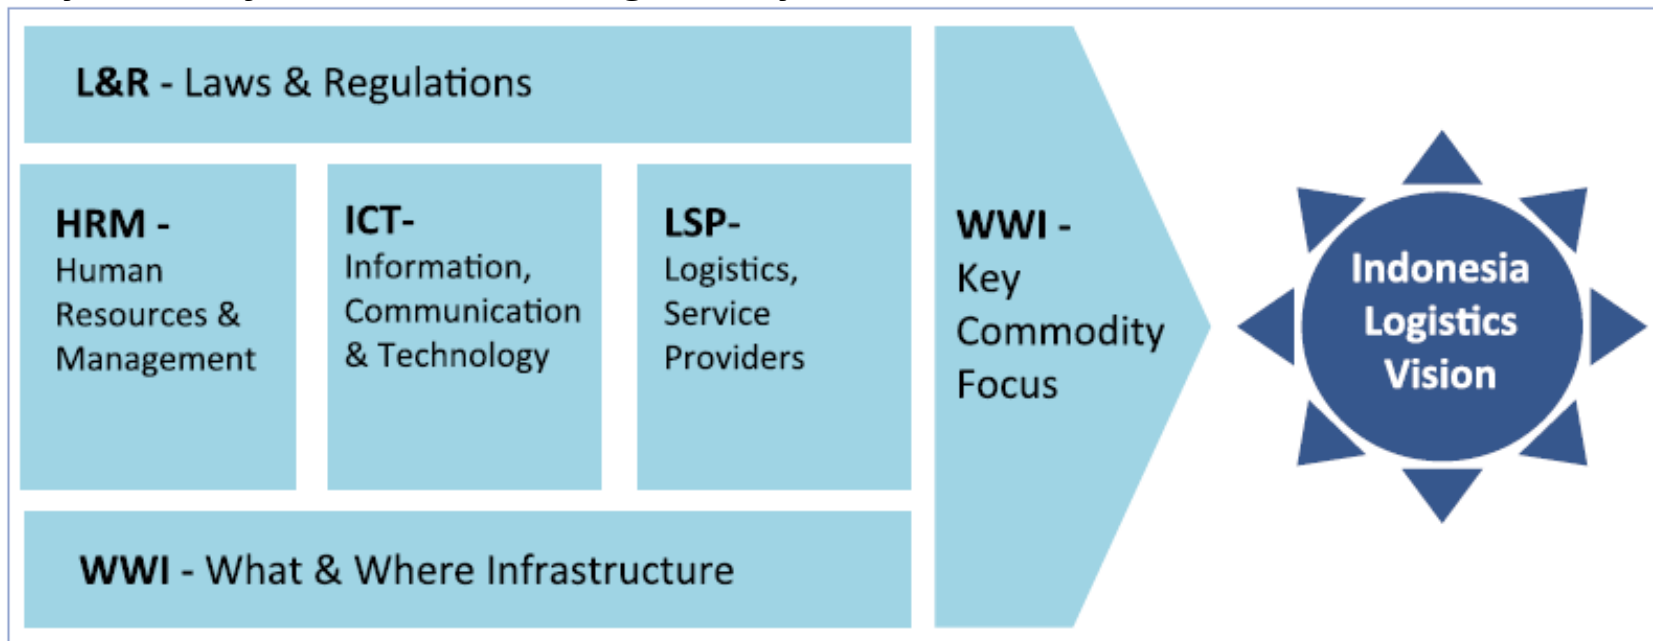 L&R - Laws & Regulations
HRM -
Human
Resources &
Management
ICT-
Information,
Communication
& Technology
LSP-
Logistics,
Service
Providers
WWI - What & Where Infrastructure
WWI -
Key
Commodity
Focus
Indonesia
Logistics
Vision